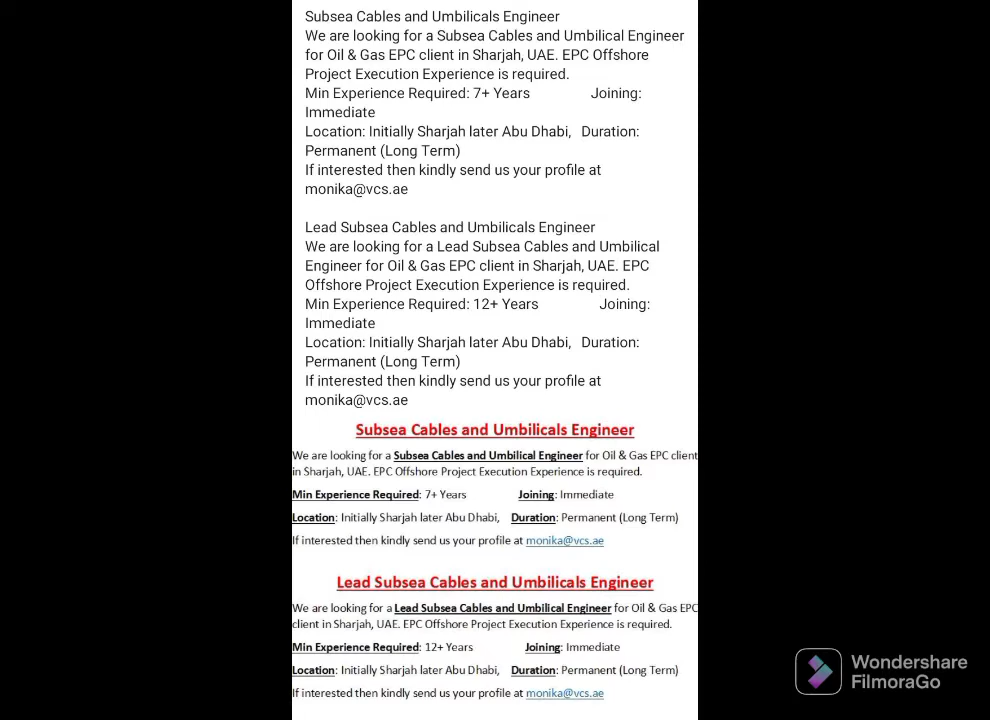 Subsea Cables and Umbilicals Engineer
We are looking for a Subsea Cables and Umbilical Engineer
for Oil & Gas EPC client in Sharjah, UAE. EPC Offshore
Project Execution Experience is required.
Min Experience Required: 7+ Years Joining:
Immediate
Location: Initially Sharjah later Abu Dhabi, Duration:
Permanent (Long Term)
If interested then kindly send us your profile at
monika@vcs.ae
Lead Subsea Cables and Umbilicals Engineer
We are looking for a Lead Subsea Cables and Umbilical
Engineer for Oil & Gas EPC client in Sharjah, UAE. EPC
Offshore Project Execution Experience is required.
Min Experience Required: 12+ Years Joining:
Immediate
Location: Initially Sharjah later Abu Dhabi, Duration:
Permanent (Long Term)
If interested then kindly send us your profile at
monika@vcs.ae
Subsea Cables and Umbilicals Engineer
We are looking for a Subsea Cables and Umbilical Engineer for Oil & Gas EPC client
in Sharjah, UAE. EPC Offshore Project Execution Experience is required.
Min Experience Required: 7+ Years Joining: Immediate
Location: Initially Sharjah later Abu Dhabi, Duration: Permanent (Long Term)
If interested then kindly send us your profile at monika@vcs.ae
Lead Subsea Cables and Umbilicals Engineer
We are looking for a Lead Subsea Cables and Umbilical Engineer for Oil & Gas EPC
client in Sharjah, UAE. EPC Offshore Project Execution Experience is required.
Min Experience Required: 12+ Years Joining: Immediate
Location: Initially Sharjah later Abu Dhabi, Duration: Permanent (Long Term)
If interested then kindly send us your profile at monika@vcs.ae
Wondershare
FilmoraGo